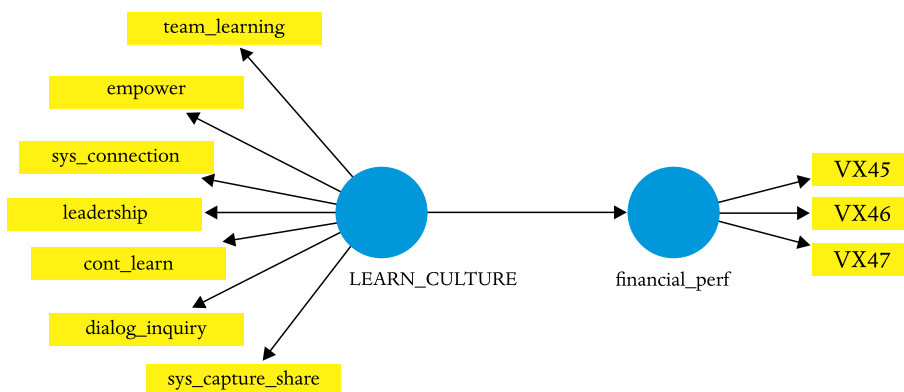 team_learning
empower
sys_connection
leadership
cont_learn
dialog_inquiry
sys_capture_share
LEARN_CULTURE
financial_perf
VX45
VX46
VX47